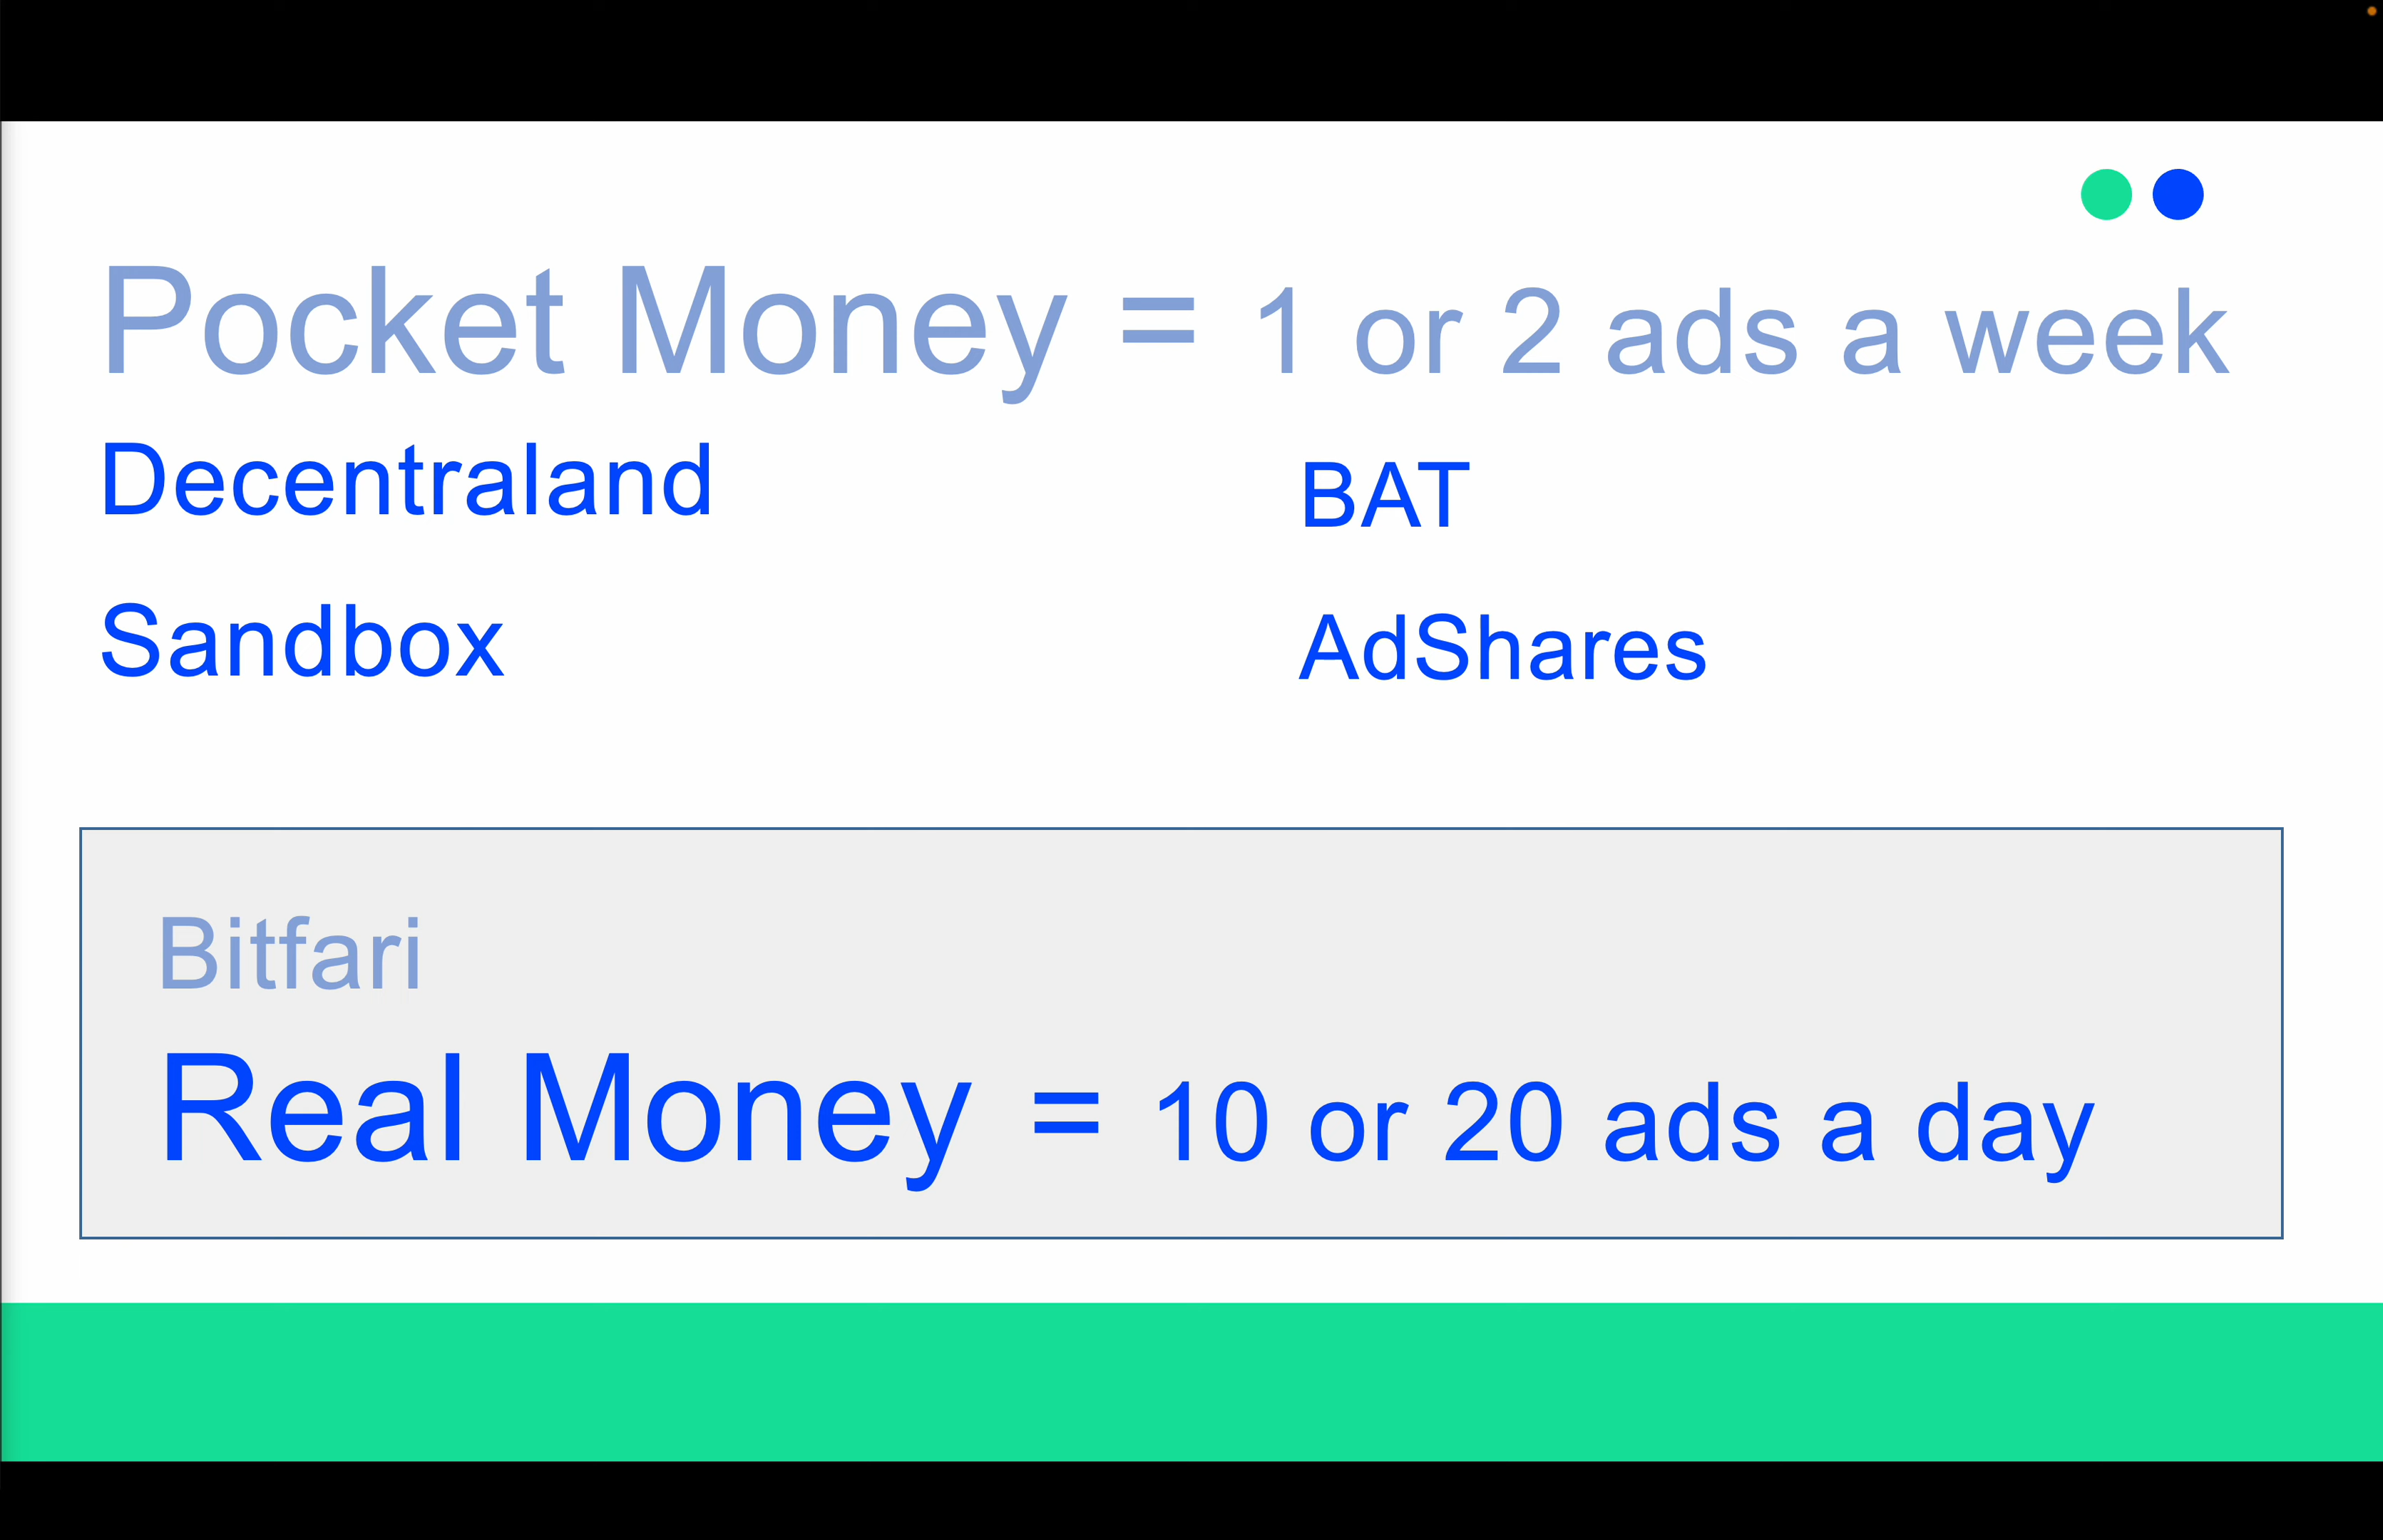 Pocket Money = 1 or 2 ads a week
Decentraland
BAT
Sandbox
AdShares
Bitfari
Real Money = 10 or 20 ads a day